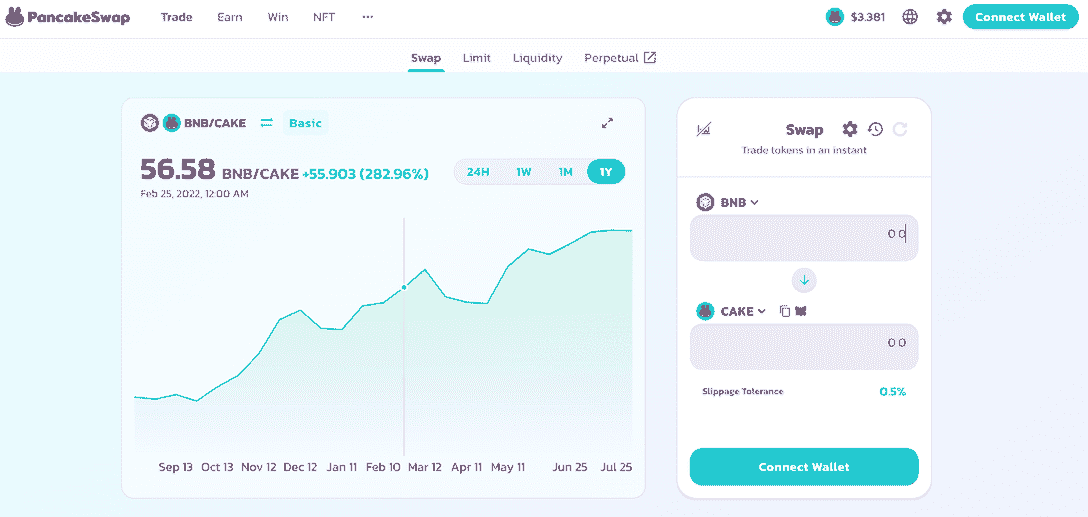 PancakeSwap Trade Earn Win NFT ... $3.381 Connect Wallet
Swap Limit Liquidity Perpetual
BNB/CAKE Basic
56.58 BNB/CAKE +55.903 (282.96%)
Feb 25, 2022, 12:00 AM
24H 1W 1M 1Y
Sep 13 Oct 13 Nov 12 Dec 12 Jan 11 Feb 10 Mar 12 Apr 11 May 11 Jun 25 Jul 25
Swap
Trade tokens in an instant
BNB
0.0
CAKE
0.0
Slippage Tolerance 0.5%
Connect Wallet